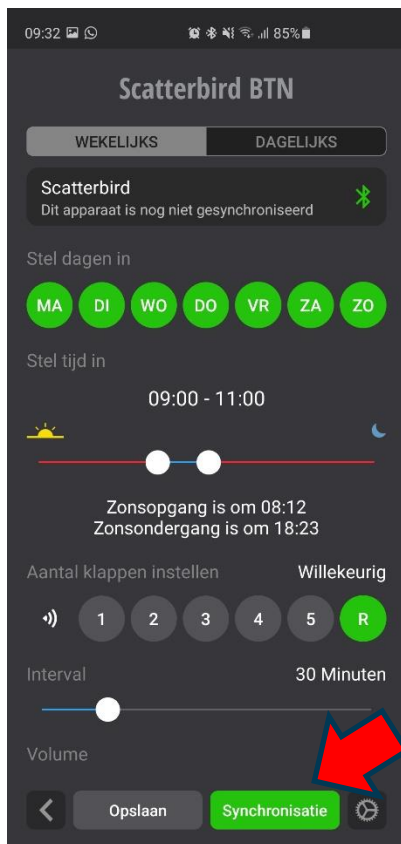 09:32 85%
Scatterbird BTN
WEKELIJKS DAGELIJKS
Scatterbird
Dit apparaat is nog niet gesynchroniseerd
Stel dagen in
MA DI WO DO VR ZA ZO
Stel tijd in
09:00 - 11:00
Zonsopgang is om 08:12
Zonsondergang is om 18:23
Aantal klappen instellen Willekeurig
1 2 3 4 5 R
Interval 30 Minuten
Volume
Opslaan Synchronisatie